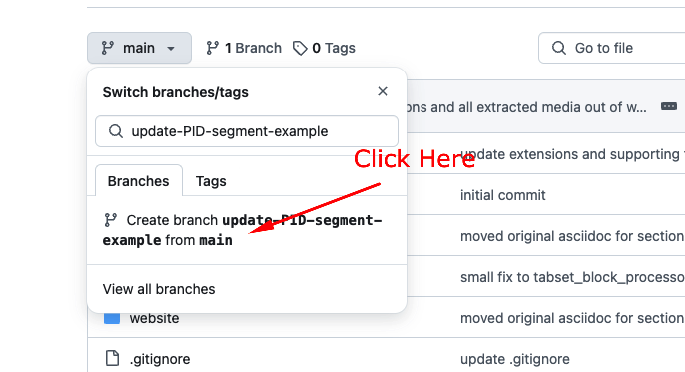 main
1 Branch
0 Tags
Go to file
Switch branches/tags
ons and all extracted media out of w...
update-PID-segment-example
Click Here
update extensions and supporting
Branches
Tags
initial commit
Create branch update-PID-segment-
example from main
moved original asciidoc for section
small fix to tabset_block_processo
View all branches
website
moved original asciidoc for section
.gitignore
update .gitignore